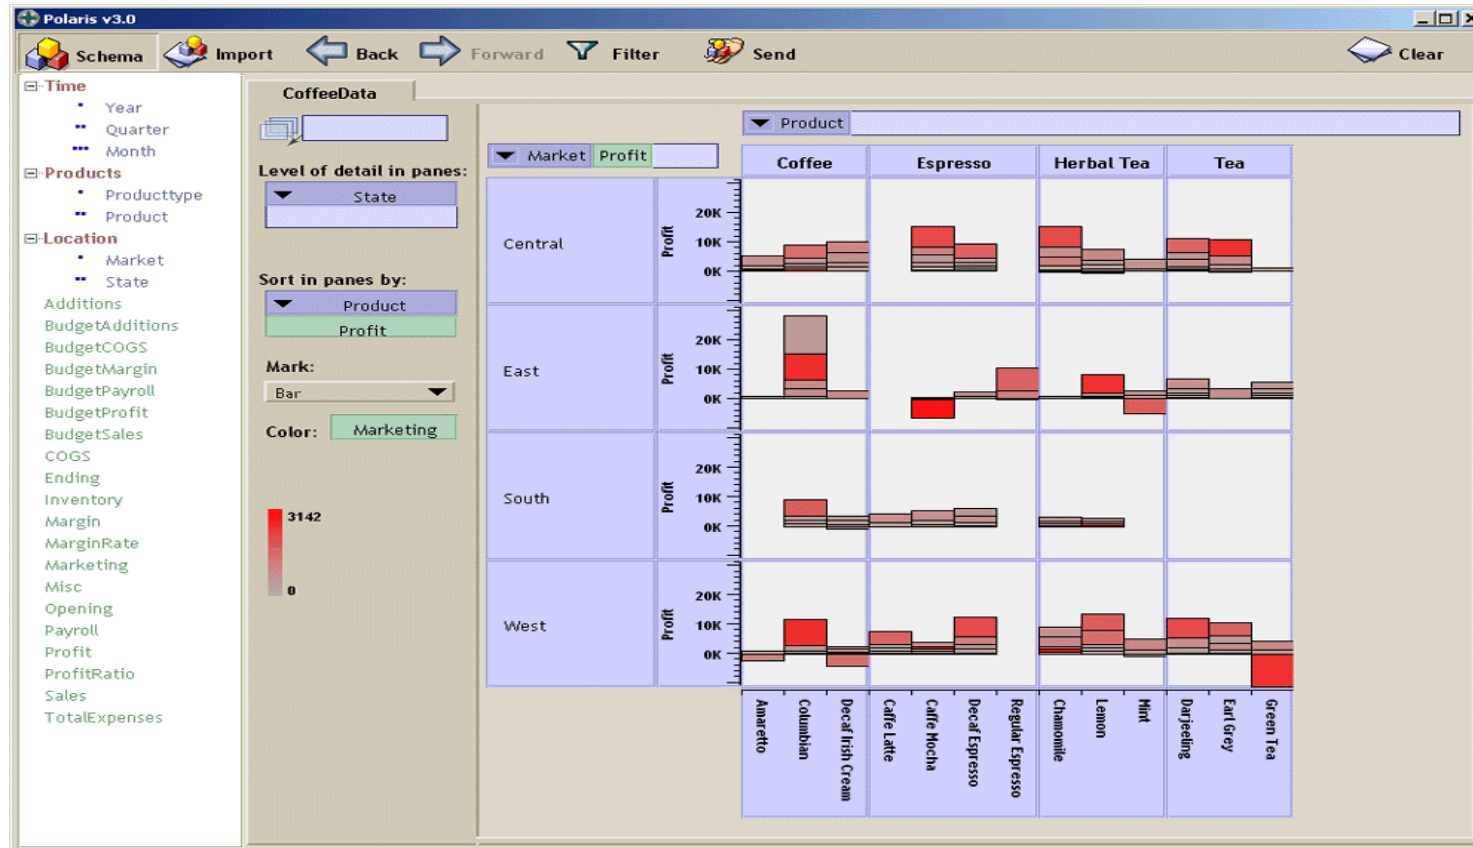 Polaris v3.0
Schema Import Back Forward Filter Send Clear
Time
Year
Quarter
Month
Products
Producttype
Product
Location
Market
State
Additions
BudgetAdditions
BudgetCOGS
BudgetMargin
BudgetPayroll
BudgetProfit
BudgetSales
COGS
Ending
Inventory
Margin
MarginRate
Marketing
Misc
Opening
Payroll
Profit
ProfitRatio
Sales
TotalExpenses
CoffeeData
Level of detail in panes:
State
Sort in panes by:
Product
Profit
Mark:
Bar
Color: Marketing
3142
0
Product
Market Profit
Coffee Espresso Herbal Tea Tea
Central
Profit
20K
10K
0K
East
Profit
20K
10K
0K
South
Profit
20K
10K
0K
West
Profit
20K
10K
0K
Amaretto
Columbian
Decaf Irish Cream
Caffe Latte
Caffe Mocha
Decaf Espresso
Regular Espresso
Chamomile
Lemon
Mint
Darjeeling
Earl Grey
Green Tea